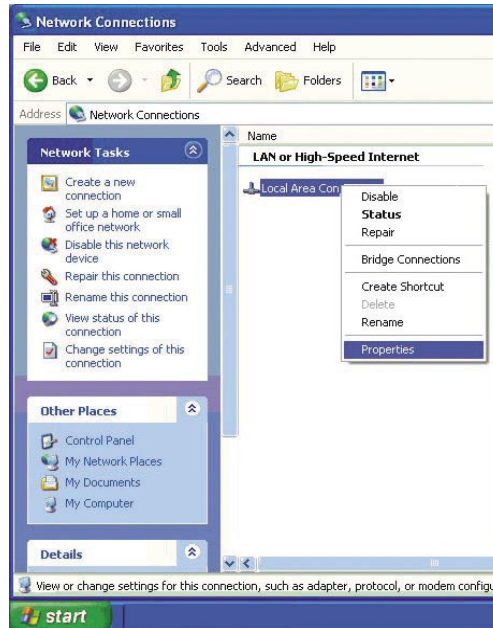 Network Connections
File Edit View Favorites Tools Advanced Help
Back Search Folders
Address Network Connections
Network Tasks
Create a new
connection
Set up a home or small
office network
Disable this network
device
Repair this connection
Rename this connection
View status of this
connection
Change settings of this
connection
Other Places
Control Panel
My Network Places
My Documents
My Computer
Details
Name
LAN or High-Speed Internet
Local Area Con
Disable
Status
Repair
Bridge Connections
Create Shortcut
Delete
Rename
Properties
View or change settings for this connection, such as adapter, protocol, or modem configu
start